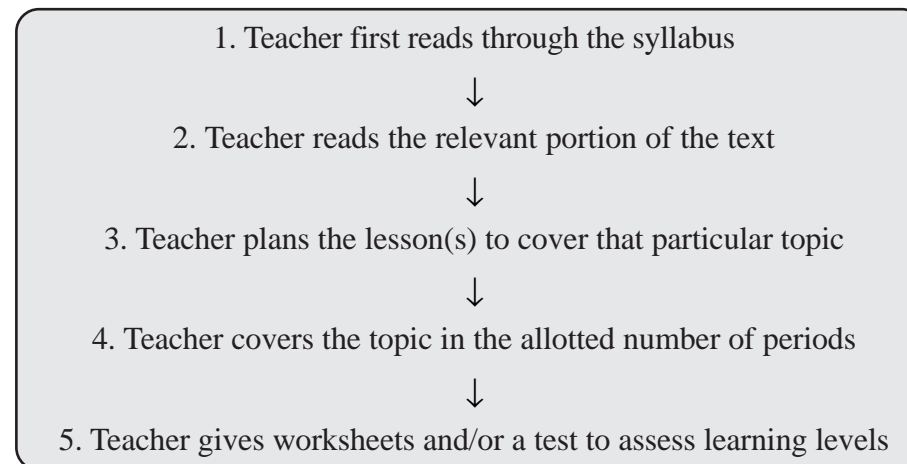 1. Teacher first reads through the syllabus
↓
2. Teacher reads the relevant portion of the text
↓
3. Teacher plans the lesson(s) to cover that particular topic
↓
4. Teacher covers the topic in the allotted number of periods
↓
5. Teacher gives worksheets and/or a test to assess learning levels